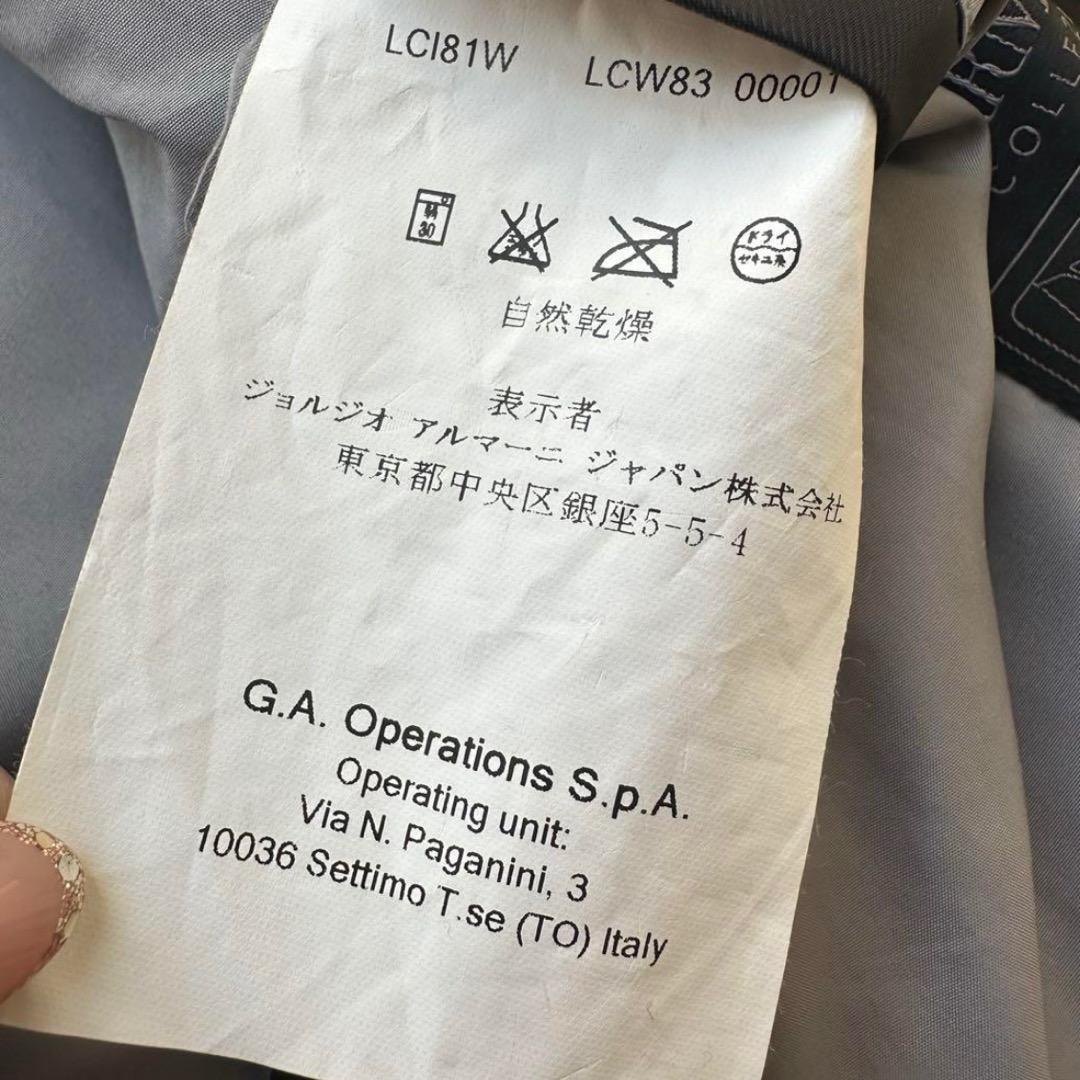 LCI81W LCW83 00001
弱
30
ドライ
セキユ系
自然乾燥
表示者
ジョルジオ アルマーニ ジャパン株式会社
東京都中央区銀座5-5-4
G.A. Operations S.p.A.
Operating unit:
Via N. Paganini, 3
10036 Settimo T.se (TO) Italy